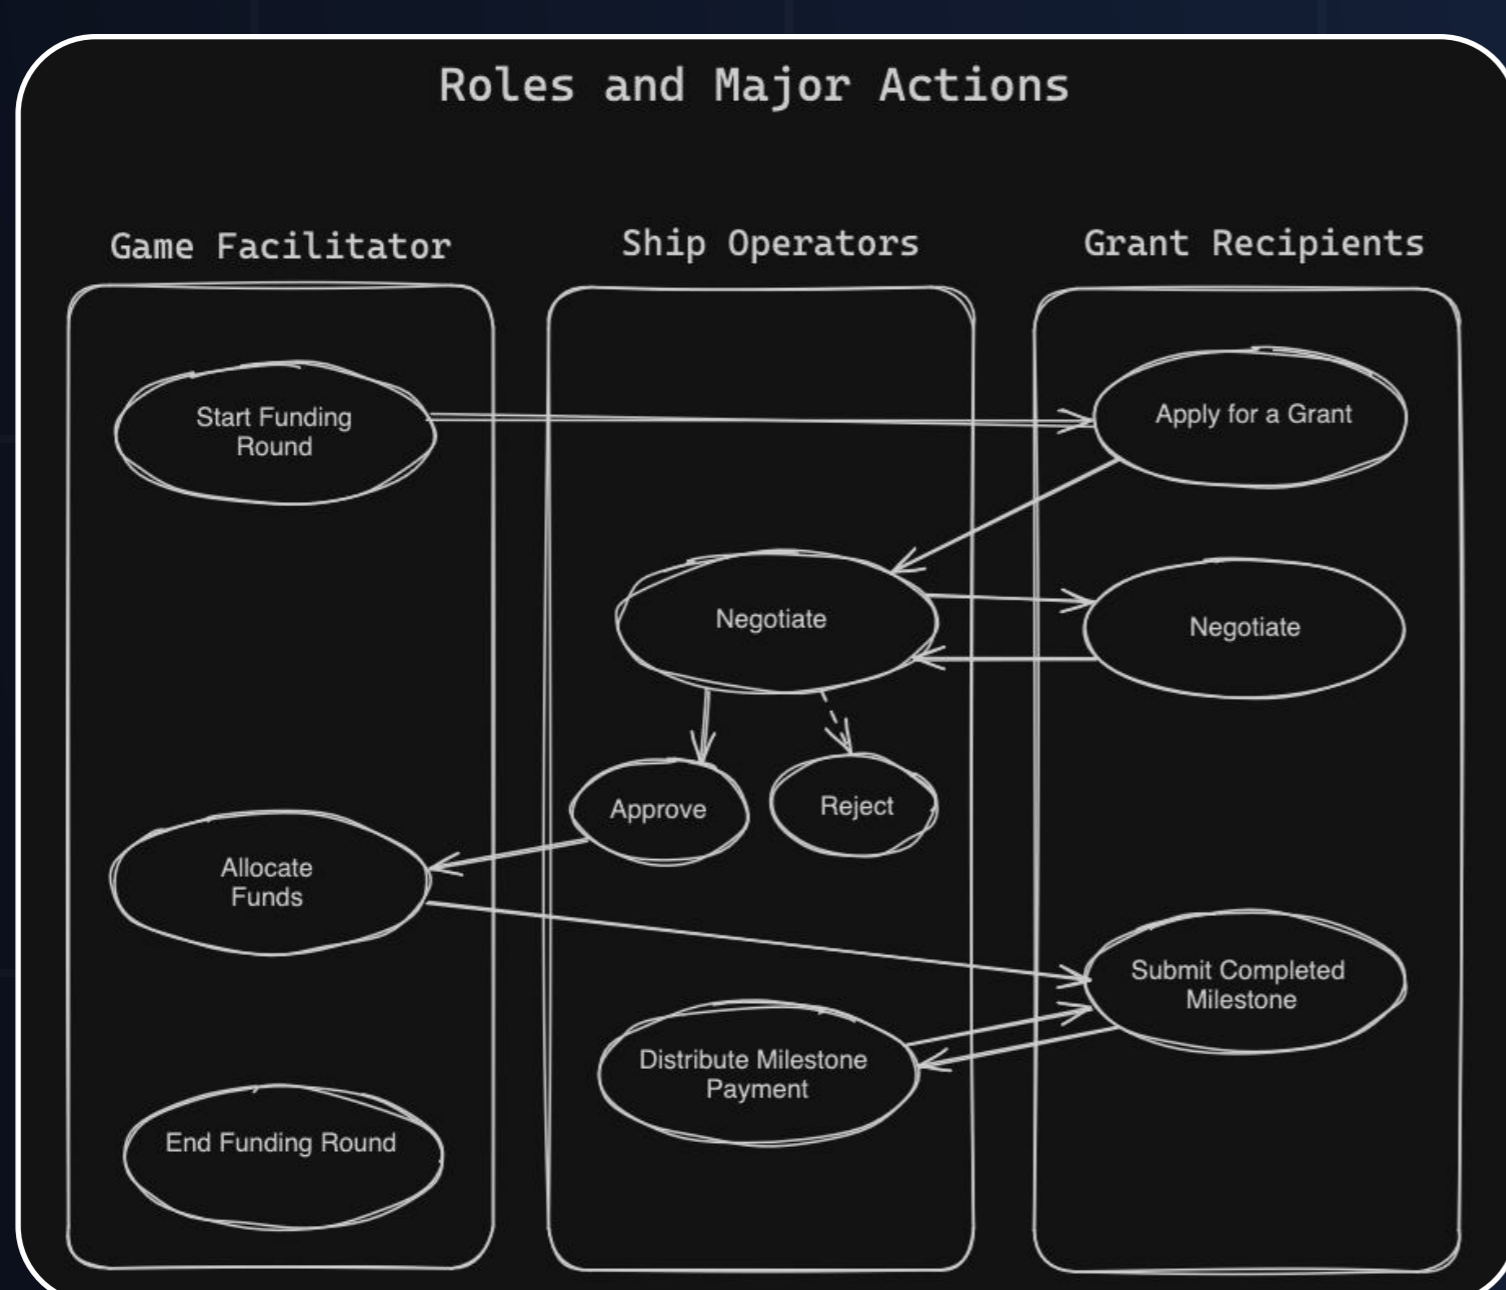 Roles and Major Actions
Game Facilitator
Ship Operators
Grant Recipients
Start Funding
Round
Apply for a Grant
Negotiate
Negotiate
Approve
Reject
Allocate
Funds
Submit Completed
Milestone
Distribute Milestone
Payment
End Funding Round